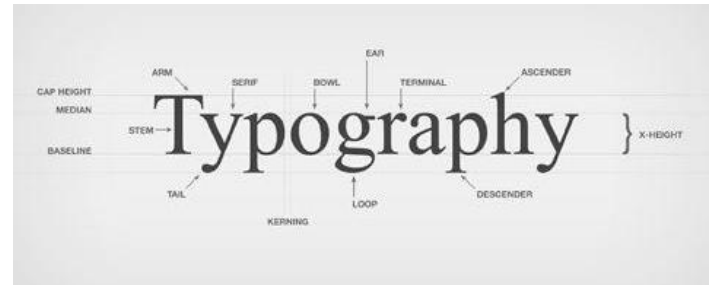 EAR
ARM
SERIF
BOWL
TERMINAL
ASCENDER
CAP HEIGHT
MEDIAN
STEM
Typography
X-HEIGHT
BASELINE
TAIL
LOOP
DESCENDER
KERNING